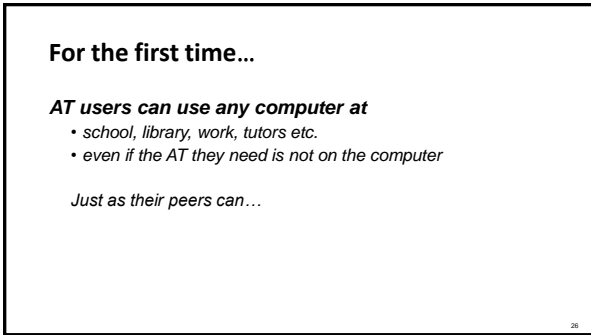 For the first time…
AT users can use any computer at
• school, library, work, tutors etc.
• even if the AT they need is not on the computer
Just as their peers can…
26